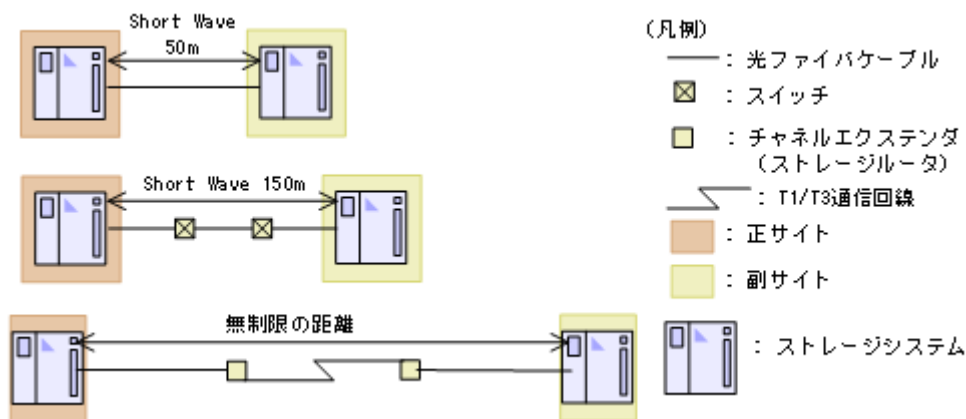 Short Wave
50m
Short Wave 150m
無制限の距離
(凡例)
: 光ファイバケーブル
: スイッチ
: チャネルエクステンダ
(ストレージルータ)
: T1/T3通信回線
: 正サイト
: 副サイト
: ストレージシステム